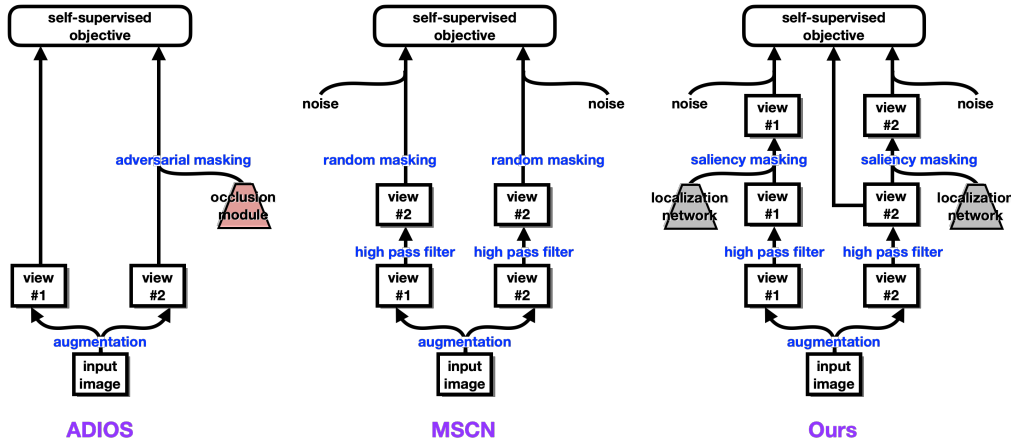 self-supervised
objective
adversarial masking
occlusion
module
view
#1
view
#2
augmentation
input
image
ADIOS
self-supervised
objective
noise
noise
random masking
random masking
view
#2
view
#2
high pass filter
high pass filter
view
#1
view
#2
augmentation
input
image
MSCN
self-supervised
objective
noise
noise
view
#1
view
#2
saliency masking
saliency masking
localization
network
localization
network
view
#1
view
#2
high pass filter
high pass filter
view
#1
view
#2
augmentation
input
image
Ours